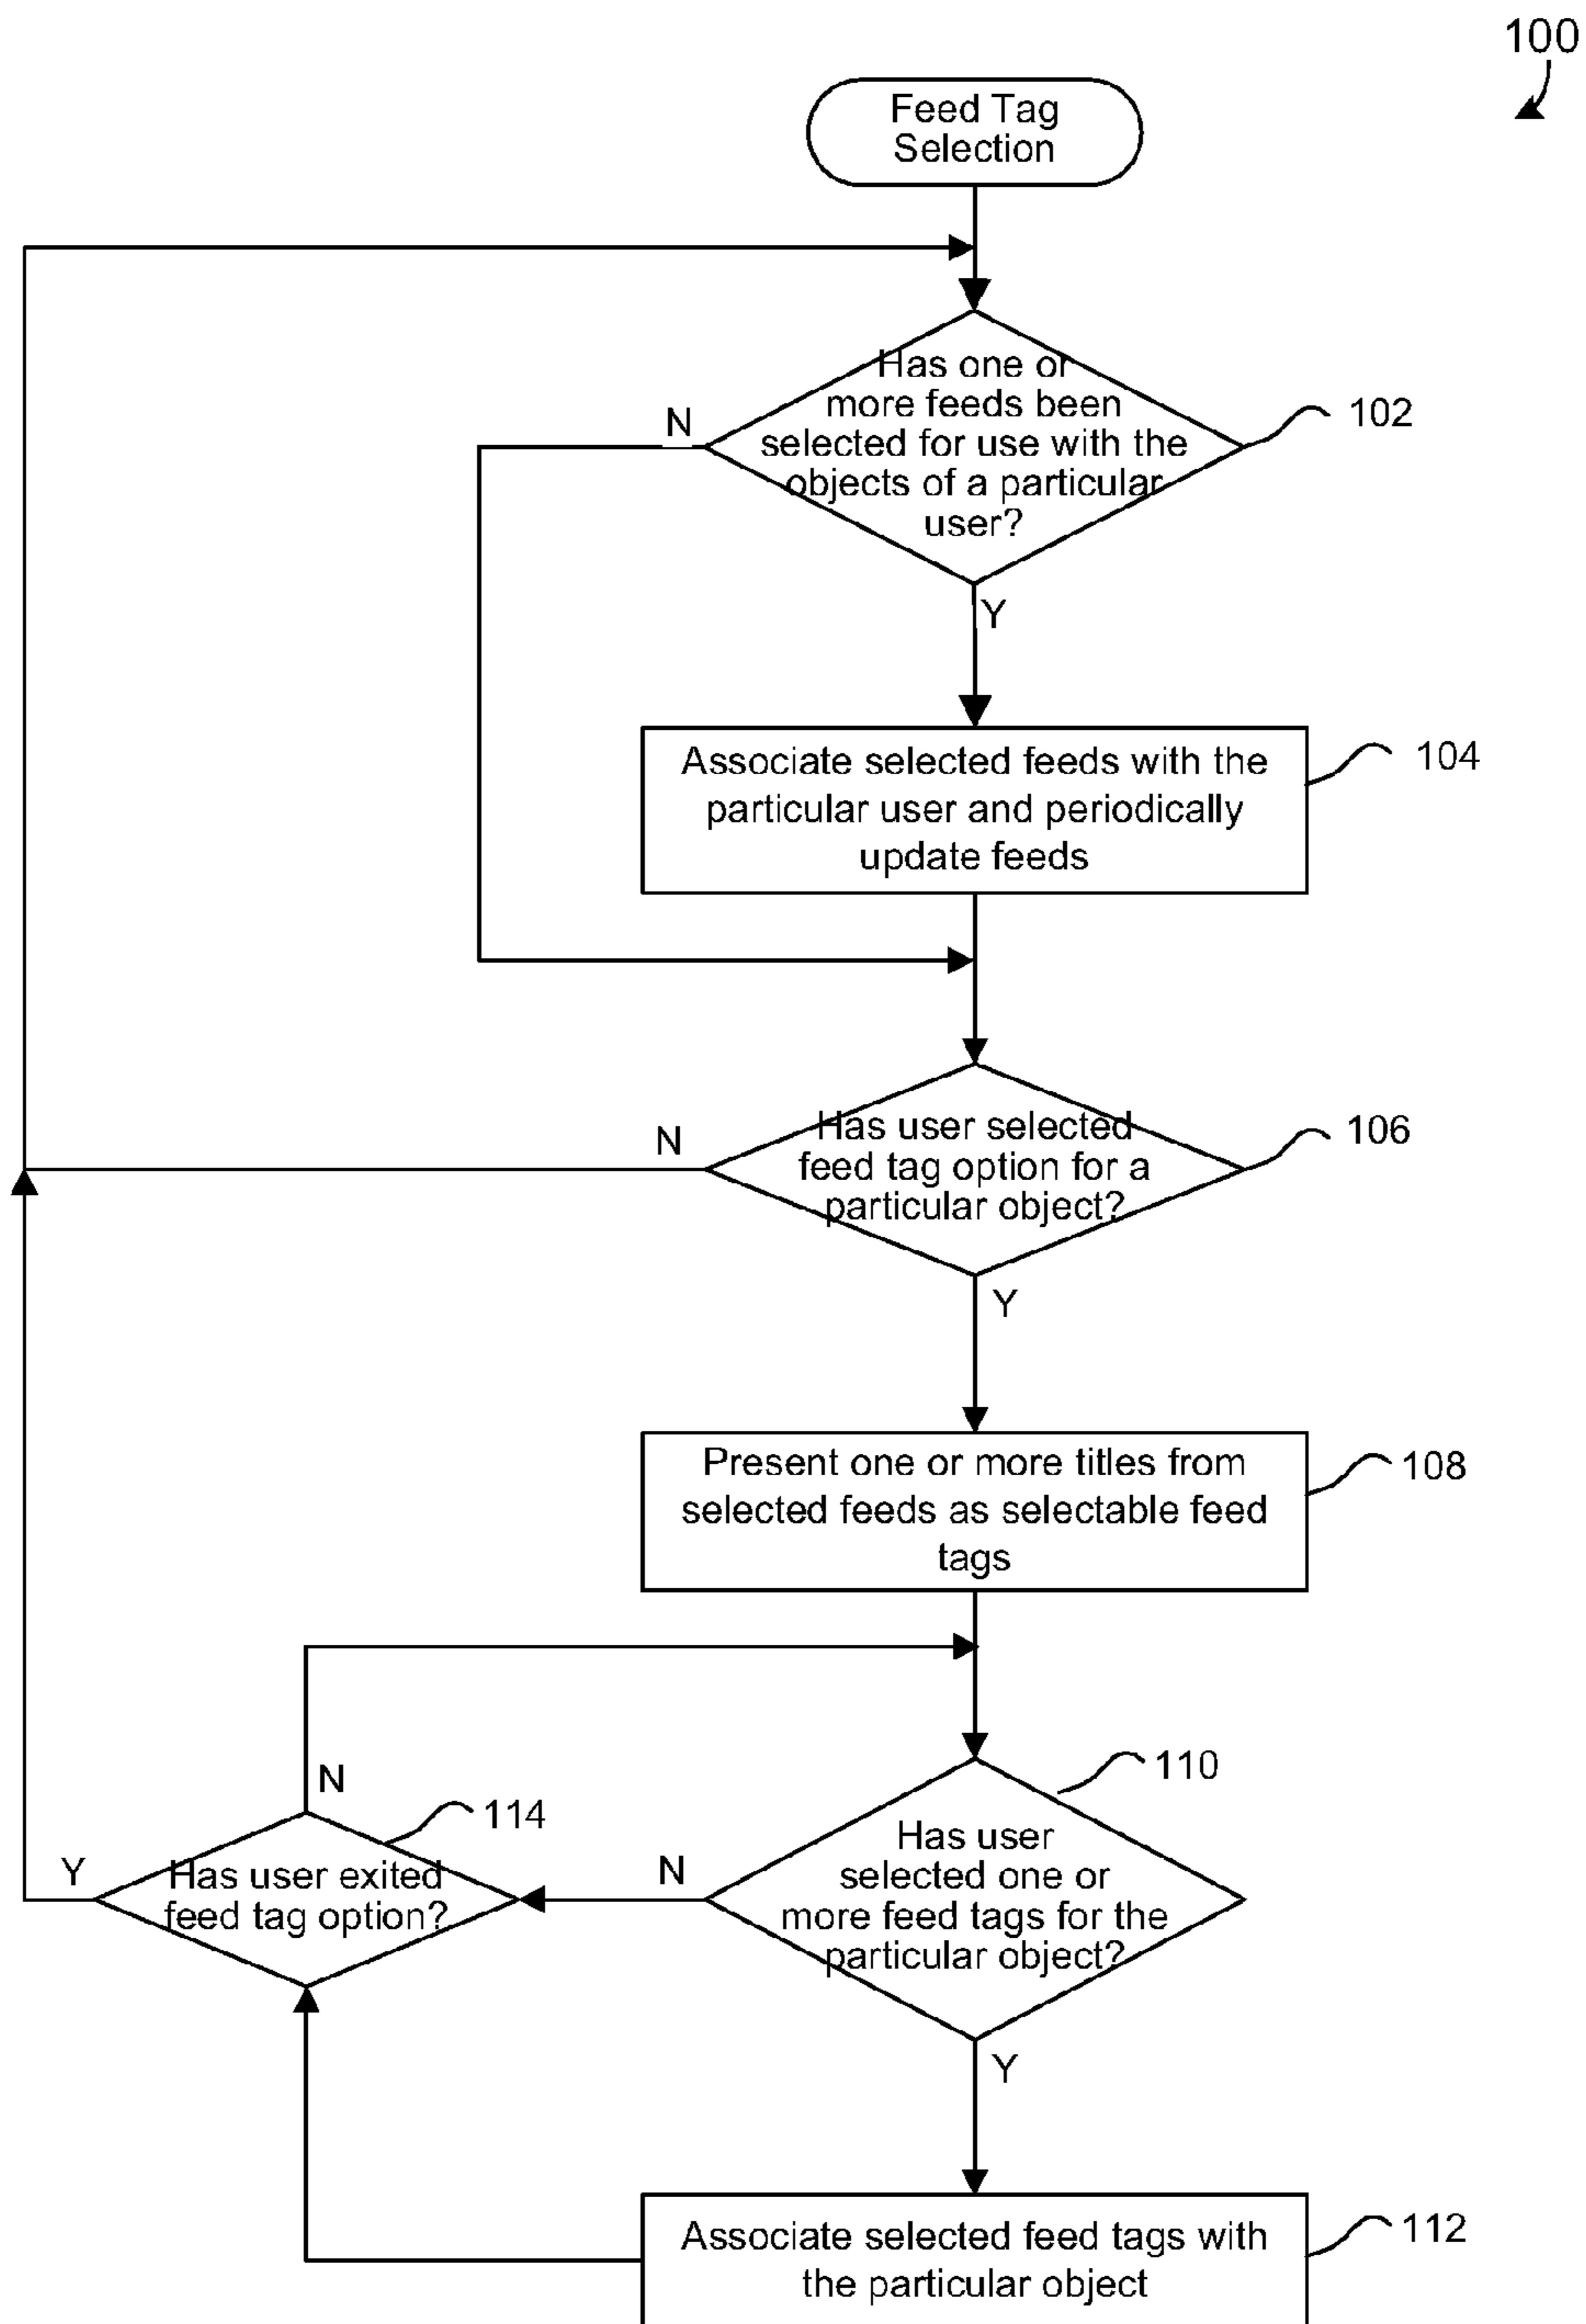 100
Feed Tag
Selection
Has one or
more feeds been
selected for use with the
objects of a particular
user?
102
N
Y
Associate selected feeds with the
particular user and periodically
update feeds
104
Has user selected
feed tag option for a
particular object?
106
N
Y
Present one or more titles from
selected feeds as selectable feed
tags
108
110
Has user
selected one or
more feed tags for the
particular object?
N
114
Has user exited
feed tag option?
Y
N
Y
Associate selected feed tags with
the particular object
112